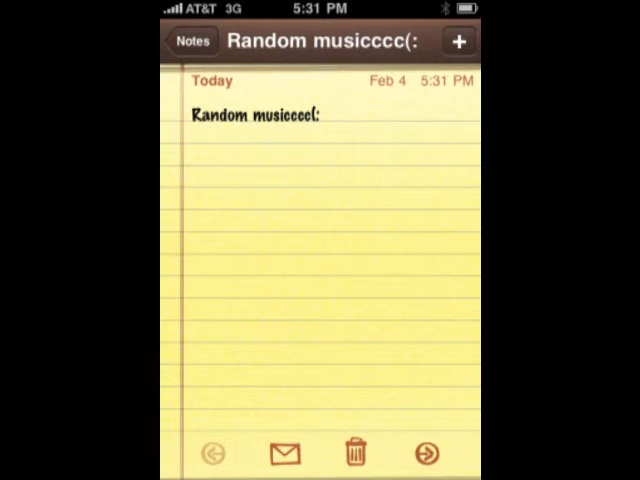 AT&T 3G 5:31 PM
Notes Random musicccc(: +
Today Feb 4 5:31 PM
Random musicccc(: